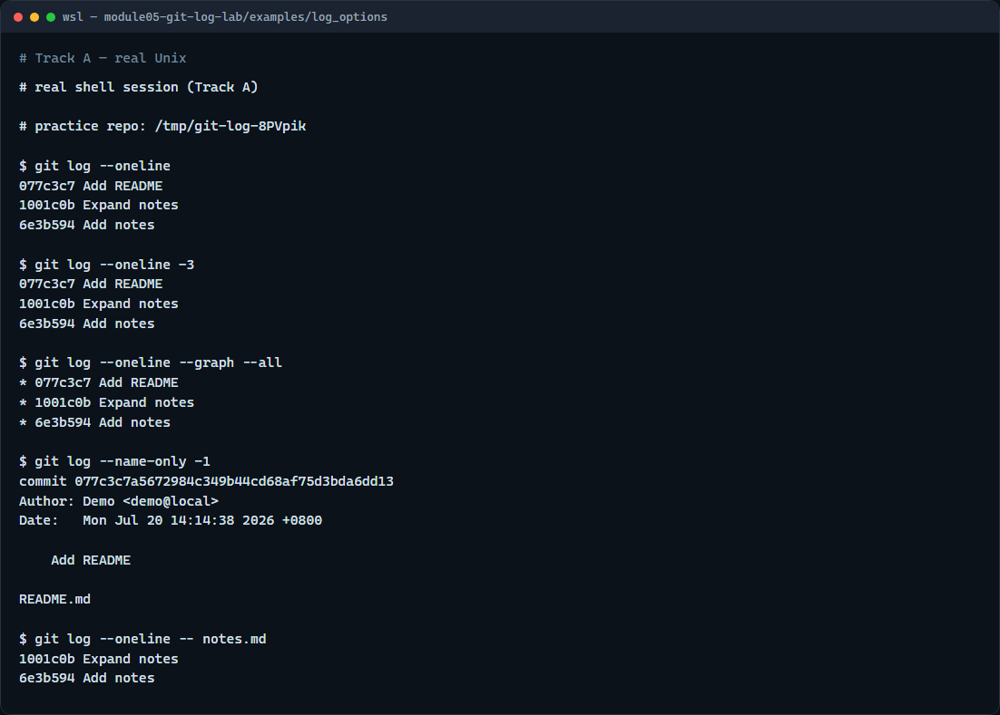 wsl — module05-git-log-lab/examples/log_options
# Track A — real Unix
# real shell session (Track A)
# practice repo: /tmp/git-log-8PVpik
$ git log --oneline
077c3c7 Add README
1001c0b Expand notes
6e3b594 Add notes
$ git log --oneline -3
077c3c7 Add README
1001c0b Expand notes
6e3b594 Add notes
$ git log --oneline --graph --all
* 077c3c7 Add README
* 1001c0b Expand notes
* 6e3b594 Add notes
$ git log --name-only -1
commit 077c3c7a5672984c349b44cd68af75d3bda6dd13
Author: Demo <demo@local>
Date:   Mon Jul 20 14:14:38 2026 +0800
    Add README
README.md
$ git log --oneline -- notes.md
1001c0b Expand notes
6e3b594 Add notes